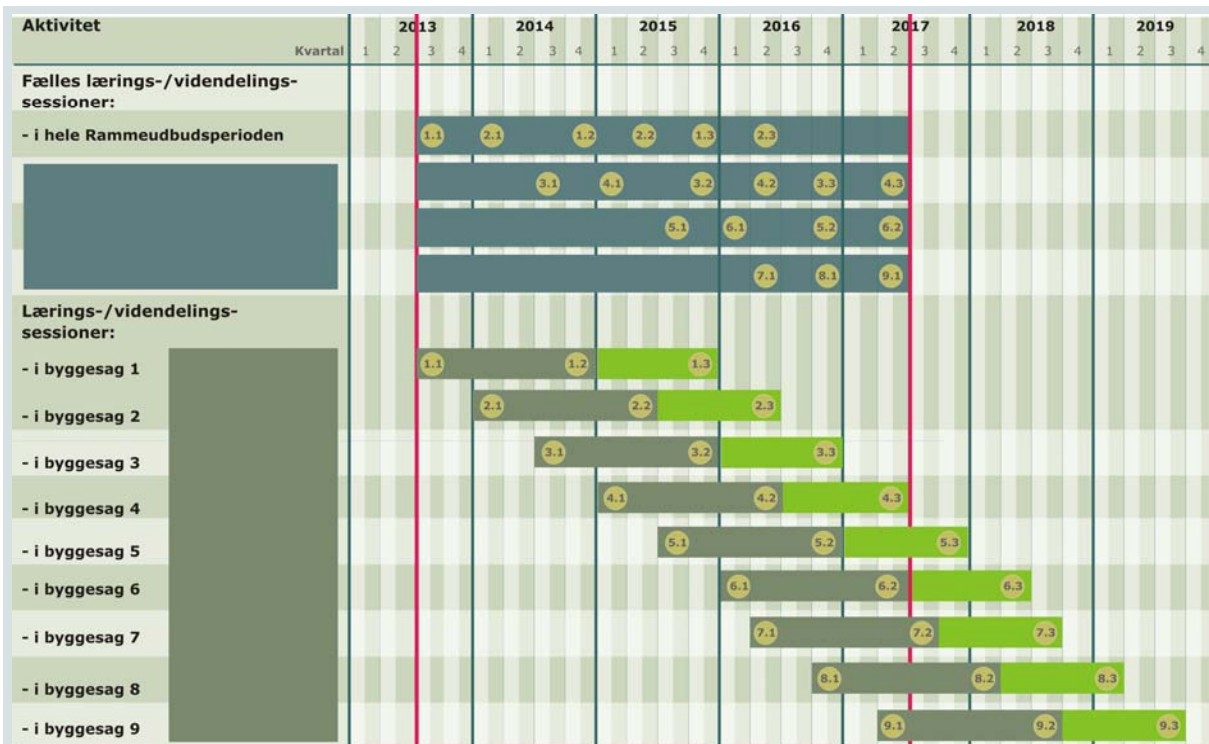 Aktivitet 2013 2014 2015 2016 2017 2018 2019
Kvartal 1 2 3 4 1 2 3 4 1 2 3 4 1 2 3 4 1 2 3 4 1 2 3 4 1 2 3 4
Fælles lærings-/videndelings-
sessioner:
- i hele Rammeudbudsperioden 1.1 2.1 1.2 2.2 1.3 2.3
3.1 4.1 3.2 4.2 3.3 4.3
5.1 6.1 5.2 6.2
7.1 8.1 9.1
Lærings-/videndelings-
sessioner:
- i byggesag 1 1.1 1.2 1.3
- i byggesag 2 2.1 2.2 2.3
- i byggesag 3 3.1 3.2 3.3
- i byggesag 4 4.1 4.2 4.3
- i byggesag 5 5.1 5.2 5.3
- i byggesag 6 6.1 6.2 6.3
- i byggesag 7 7.1 7.2 7.3
- i byggesag 8 8.1 8.2 8.3
- i byggesag 9 9.1 9.2 9.3